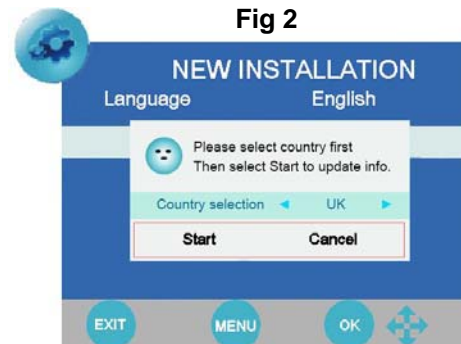 Fig 2
NEW INSTALLATION
Language English
Please select country first
Then select Start to update info.
Country selection UK
Start Cancel
EXIT MENU OK